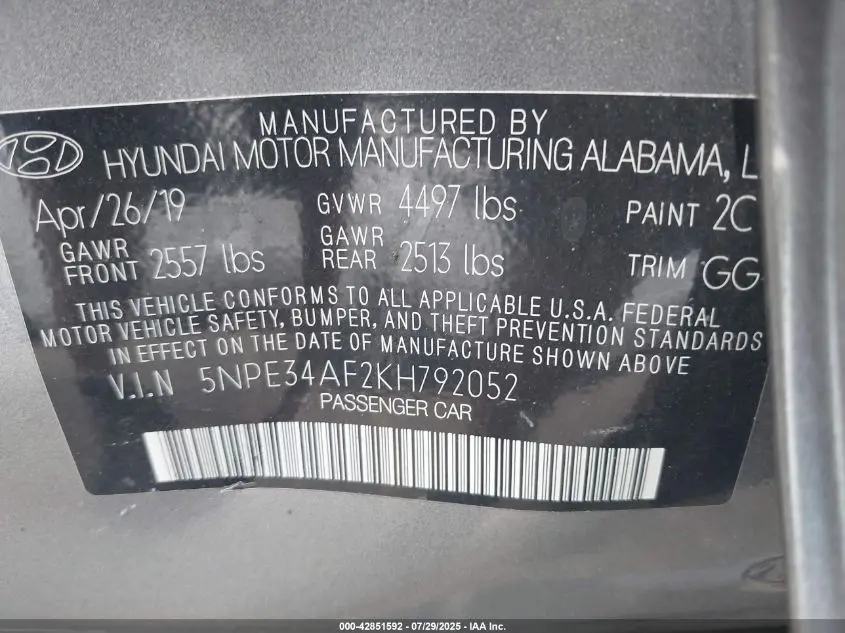 MANUFACTURED BY
HYUNDAI MOTOR MANUFACTURING ALABAMA, L
Apr/26/19 GVWR 4497 lbs PAINT 2C
GAWR FRONT 2557 lbs GAWR REAR 2513 lbs TRIM GG
THIS VEHICLE CONFORMS TO ALL APPLICABLE U.S.A. FEDERAL
MOTOR VEHICLE SAFETY, BUMPER, AND THEFT PREVENTION STANDARDS
IN EFFECT ON THE DATE OF MANUFACTURE SHOWN ABOVE
V.I.N 5NPE34AF2KH792052
PASSENGER CAR
000-42851592 - 07/29/2025 - IAA Inc.